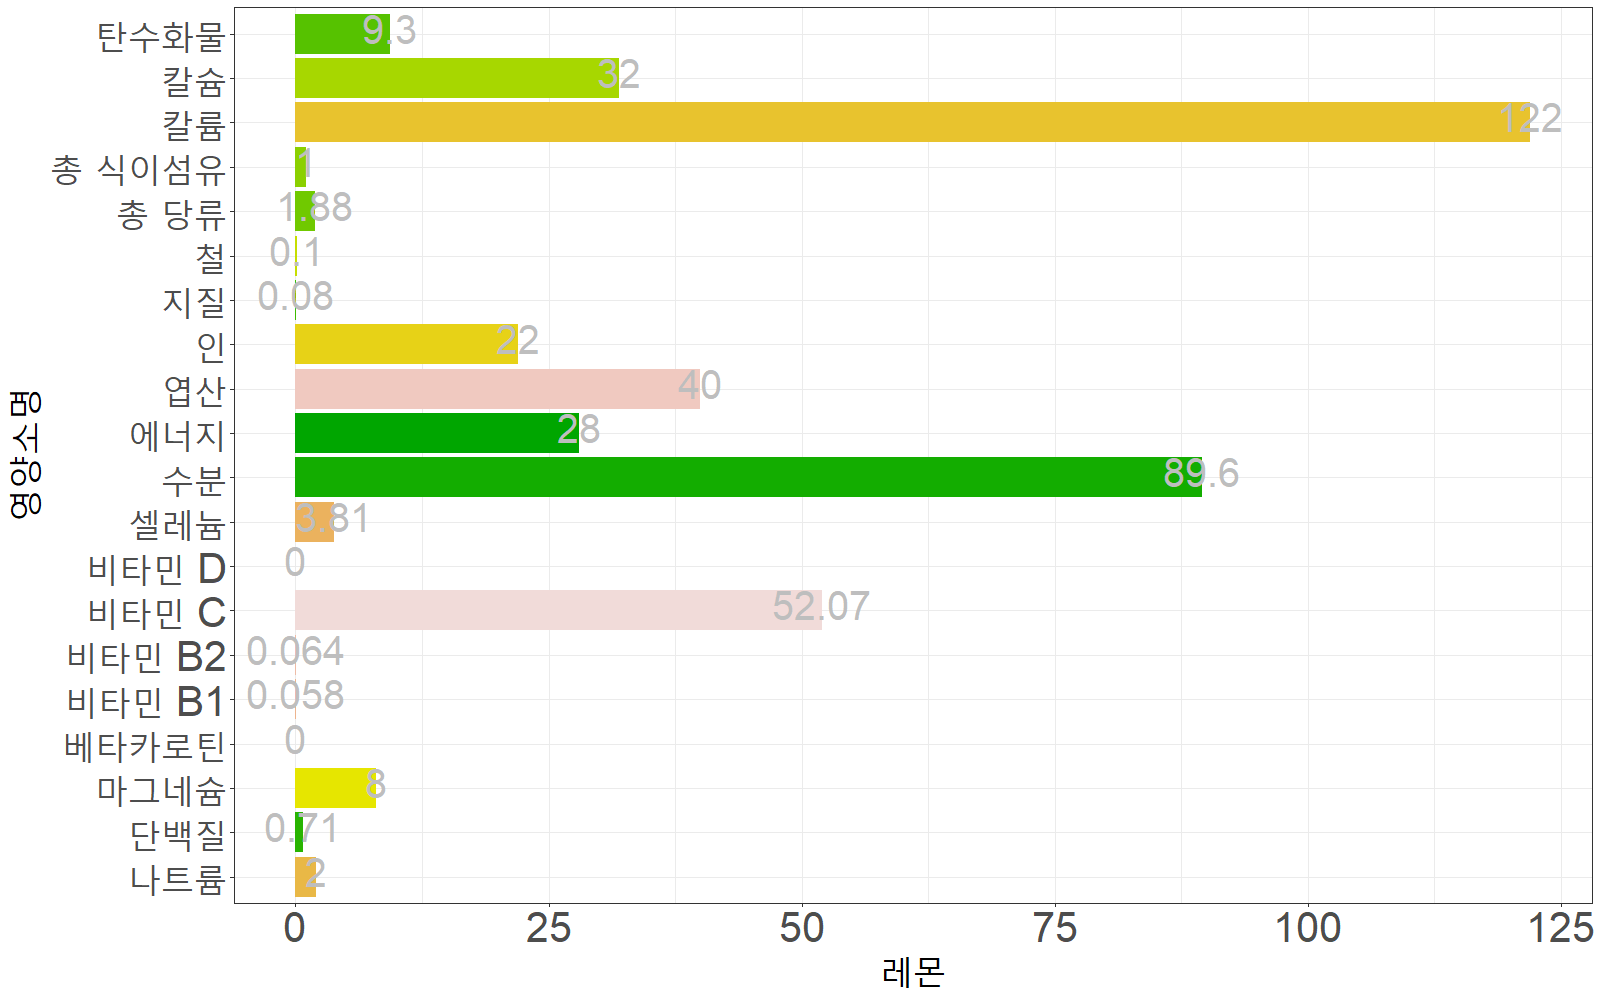 영양소명
탄수화물 9.3
칼슘 32
칼륨 122
총 식이섬유 1
총 당류 1.88
철 0.1
지질 0.08
인 22
엽산 40
에너지 28
수분 89.6
셀레늄 3.81
비타민 D 0
비타민 C 52.07
비타민 B2 0.064
비타민 B1 0.058
베타카로틴 0
마그네슘 8
단백질 0.71
나트륨 2
0 25 50 75 100 125
레몬